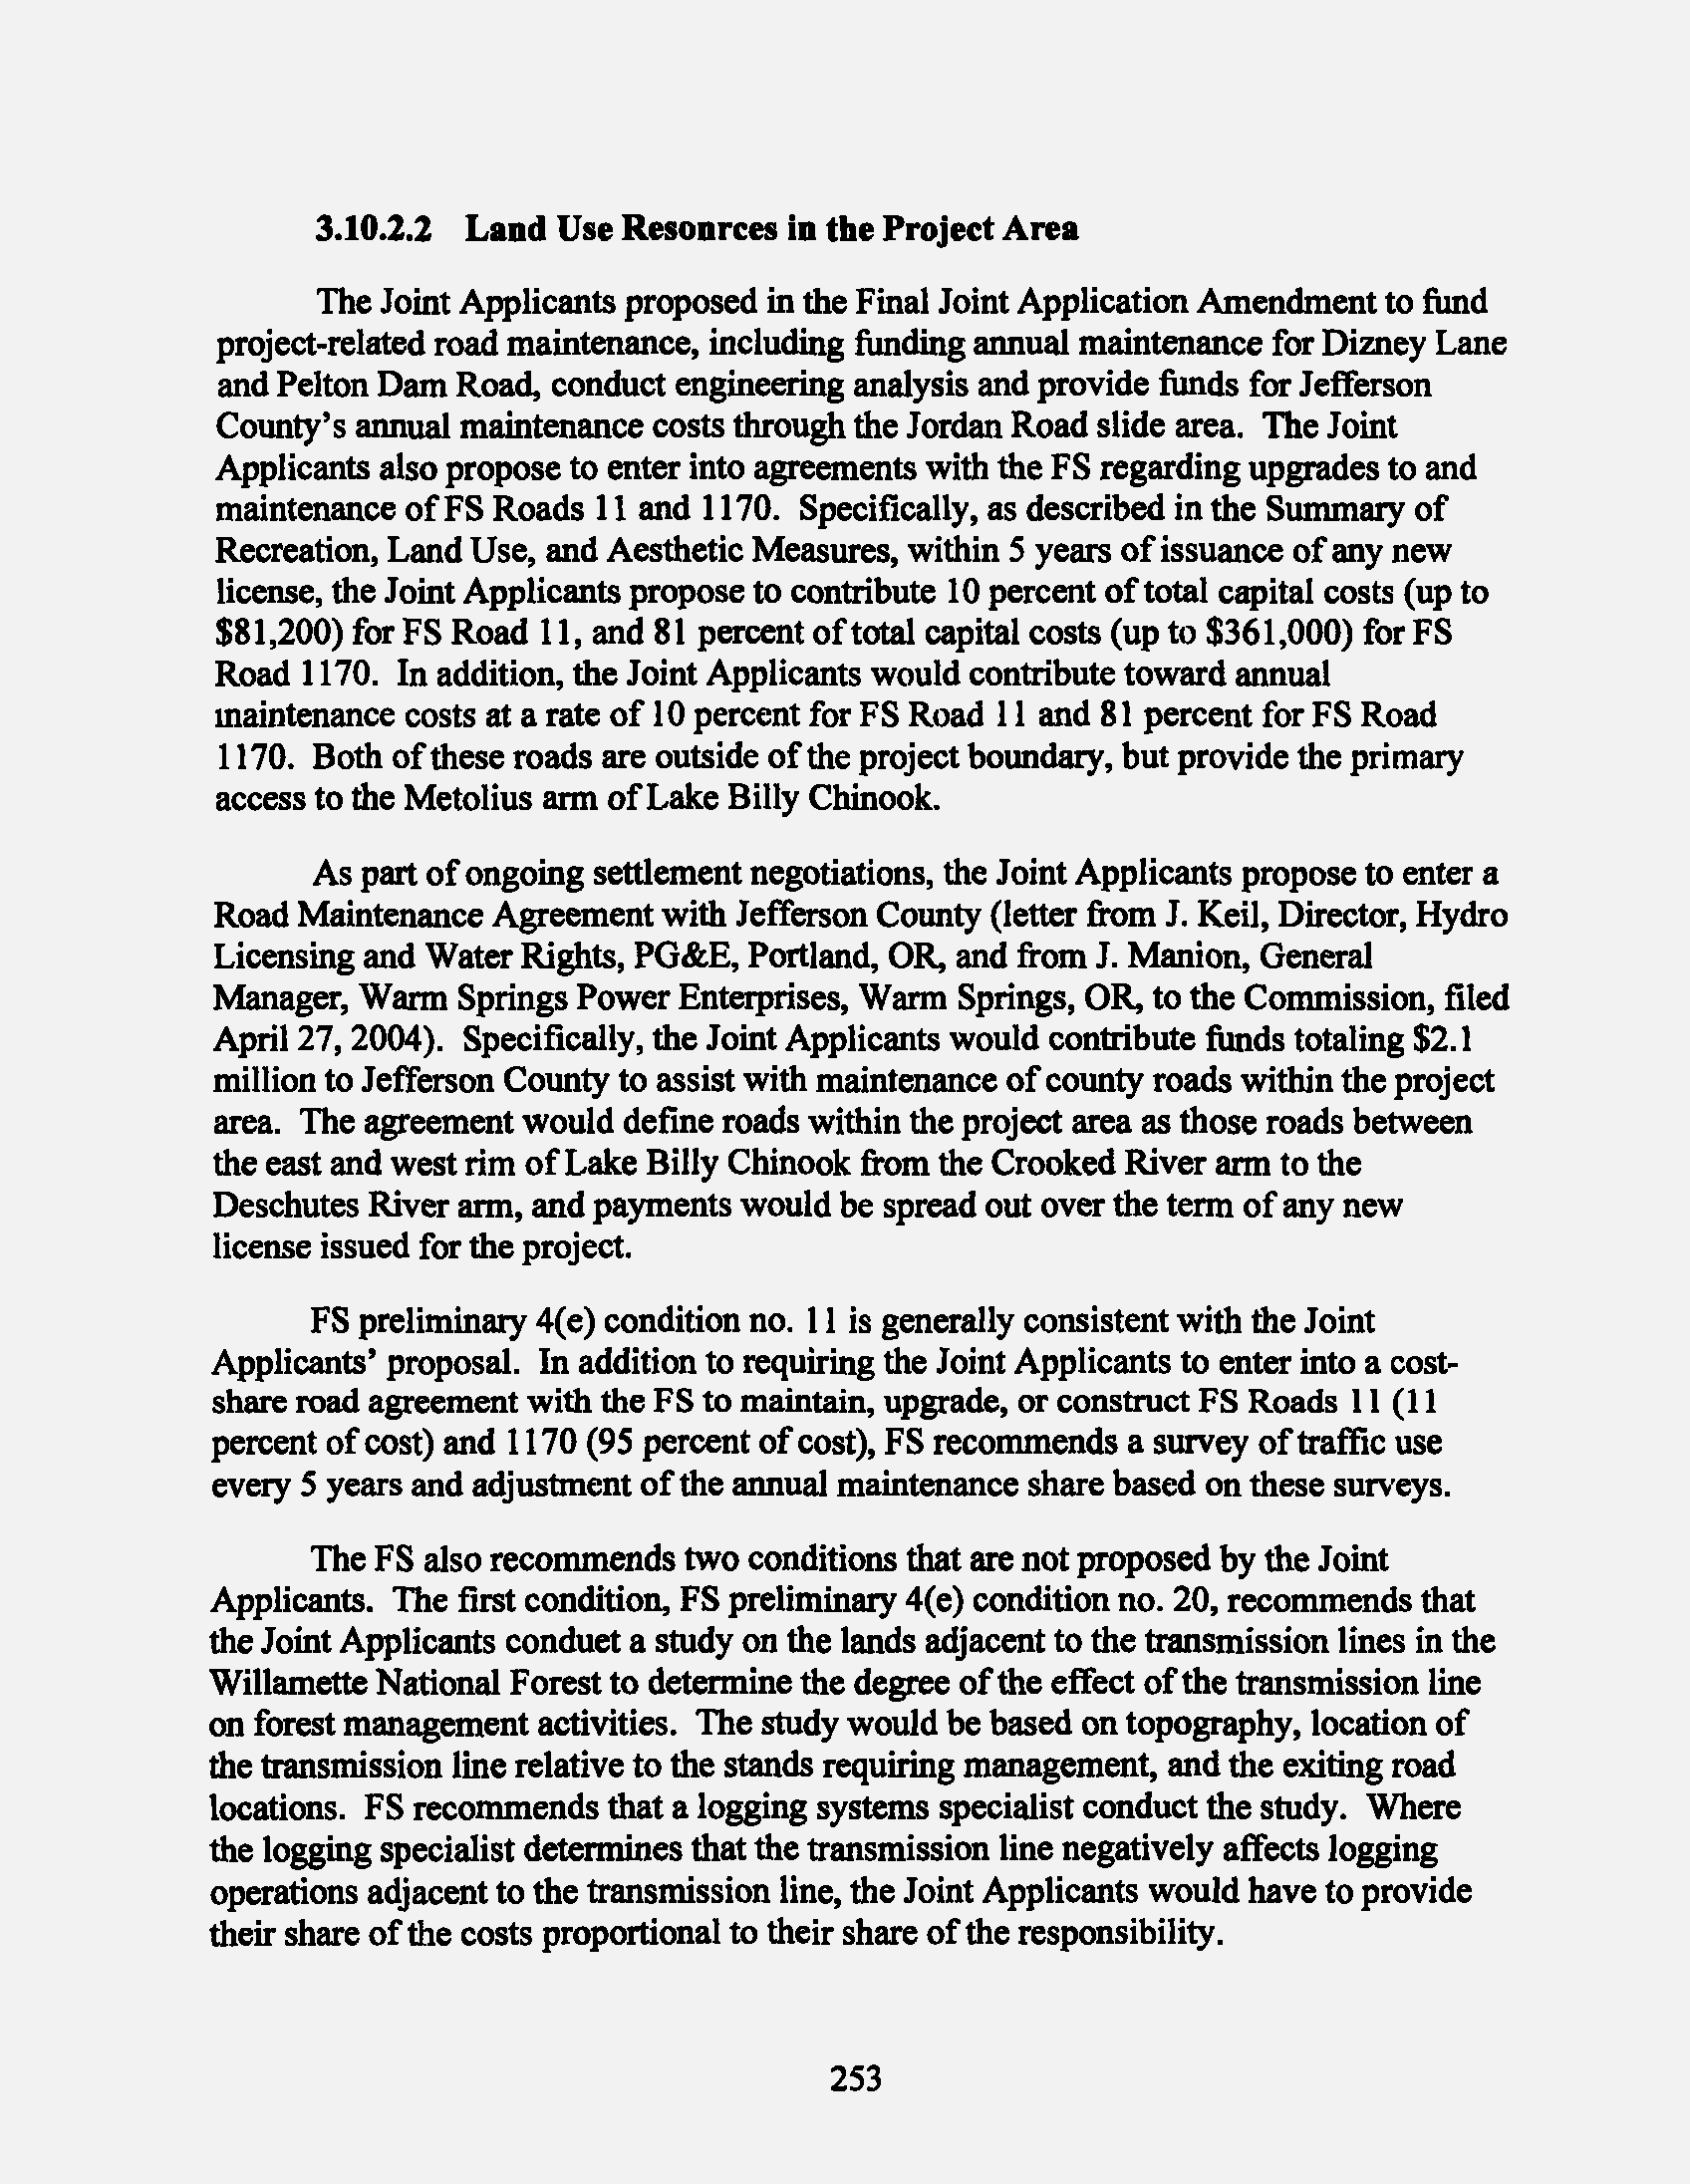 3.10.2.2 Land Use Resonrces in the Project Area
The Joint Applicants proposed in the Final Joint Application Amendment to fund
project-related road maintenance, including funding annual maintenance for Dizney Lane
and Pelton Dam Road, conduct engineering analysis and provide funds for Jefferson
County's annual maintenance costs through the Jordan Road slide area. The Joint
Applicants also propose to enter into agreements with the FS regarding upgrades to and
maintenance of FS Roads 11 and 1170. Specifically, as described in the Summary of
Recreation, Land Use, and Aesthetic Measures, within 5 years of issuance of any new
license, the Joint Applicants propose to contribute 10 percent of total capital costs (up to
$81,200) for FS Road 11, and 81 percent of total capital costs (up to $361,000) for FS
Road 1170. In addition, the Joint Applicants would contribute toward annual
maintenance costs at a rate of 10 percent for FS Road 11 and 81 percent for FS Road
1170. Both of these roads are outside of the project boundary, but provide the primary
access to the Metolius arm of Lake Billy Chinook.
As part of ongoing settlement negotiations, the Joint Applicants propose to enter a
Road Maintenance Agreement with Jefferson County (letter from J. Keil, Director, Hydro
Licensing and Water Rights, PG&E, Portland, OR, and from J. Manion, General
Manager, Warm Springs Power Enterprises, Warm Springs, OR, to the Commission, filed
April 27, 2004). Specifically, the Joint Applicants would contribute funds totaling $2.1
million to Jefferson County to assist with maintenance of county roads within the project
area. The agreement would define roads within the project area as those roads between
the east and west rim of Lake Billy Chinook from the Crooked River arm to the
Deschutes River arm, and payments would be spread out over the term of any new
license issued for the project.
FS preliminary 4(e) condition no. 11 is generally consistent with the Joint
Applicants' proposal. In addition to requiring the Joint Applicants to enter into a cost-
share road agreement with the FS to maintain, upgrade, or construct FS Roads 11 (11
percent of cost) and 1170 (95 percent of cost), FS recommends a survey of traffic use
every 5 years and adjustment of the annual maintenance share based on these surveys.
The FS also recommends two conditions that are not proposed by the Joint
Applicants. The first condition, FS preliminary 4(e) condition no. 20, recommends that
the Joint Applicants conduet a study on the lands adjacent to the transmission lines in the
Willamette National Forest to determine the degree of the effect of the transmission line
on forest management activities. The study would be based on topography, location of
the transmission line relative to the stands requiring management, and the exiting road
locations. FS recommends that a logging systems specialist conduct the study. Where
the logging specialist determines that the transmission line negatively affects logging
operations adjacent to the transmission line, the Joint Applicants would have to provide
their share of the costs proportional to their share of the responsibility.
253